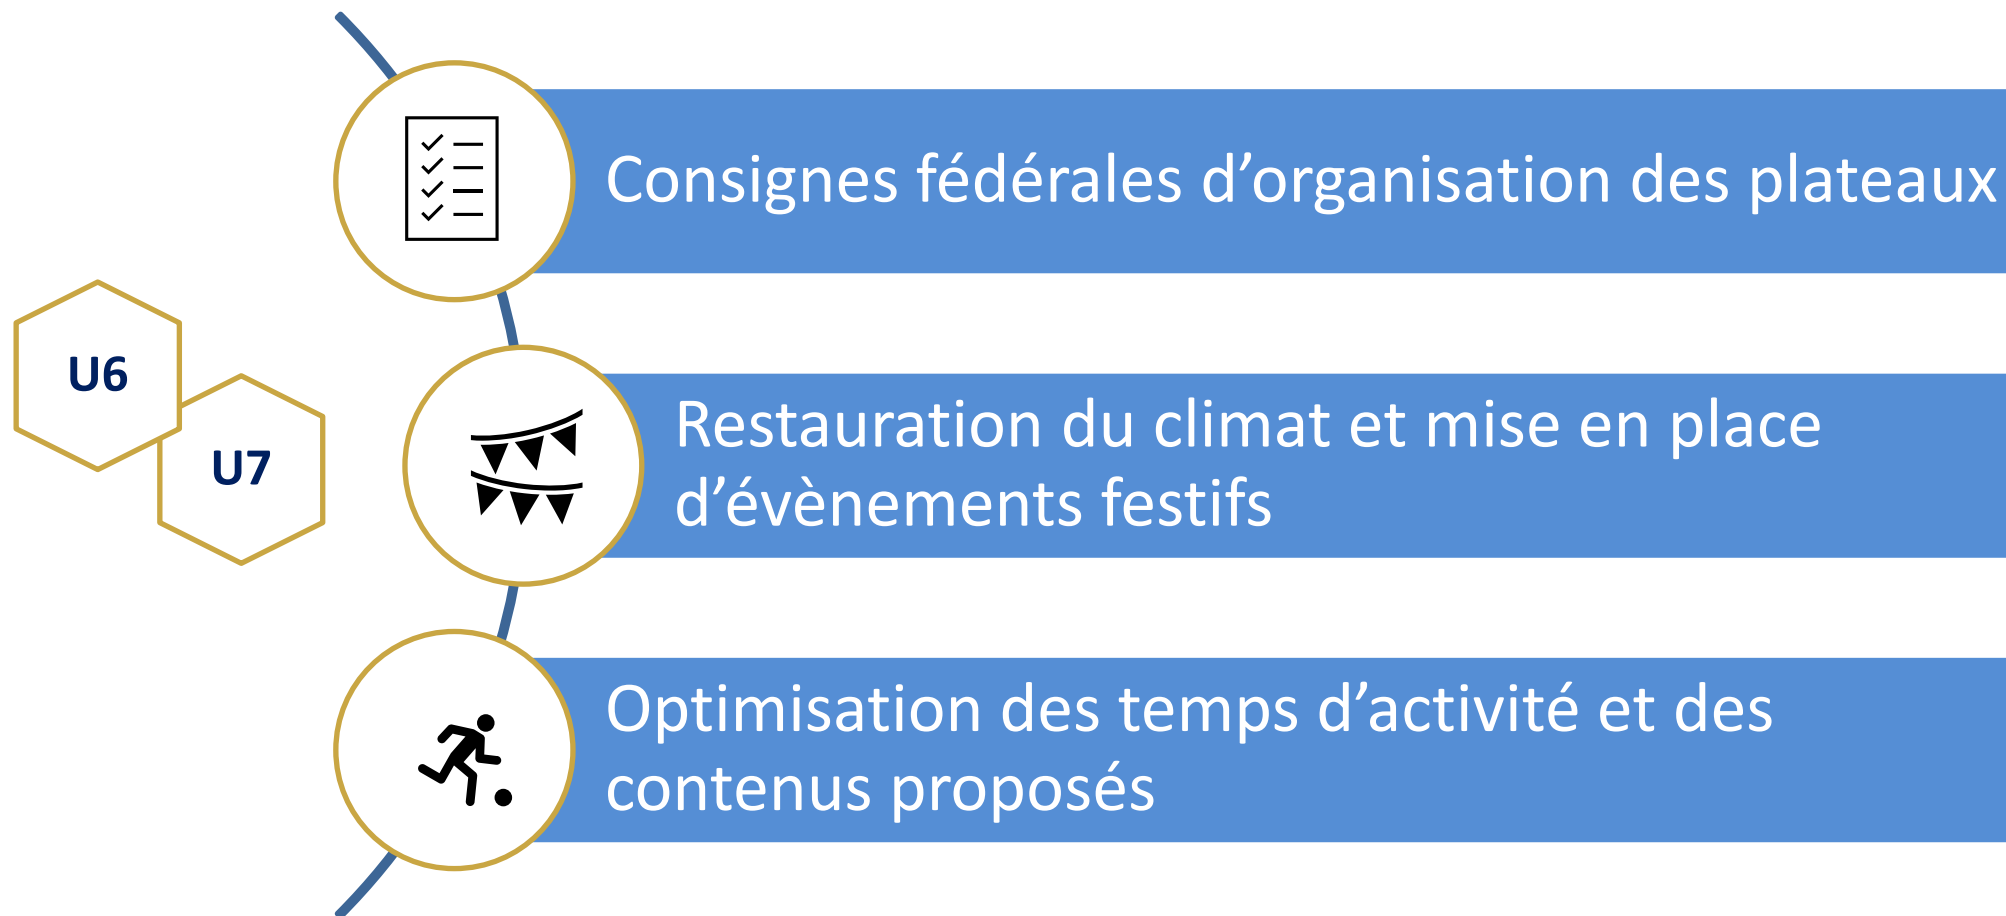 Consignes fédérales d’organisation des plateaux
U6
U7
Restauration du climat et mise en place
d’évènements festifs
Optimisation des temps d’activité et des
contenus proposés